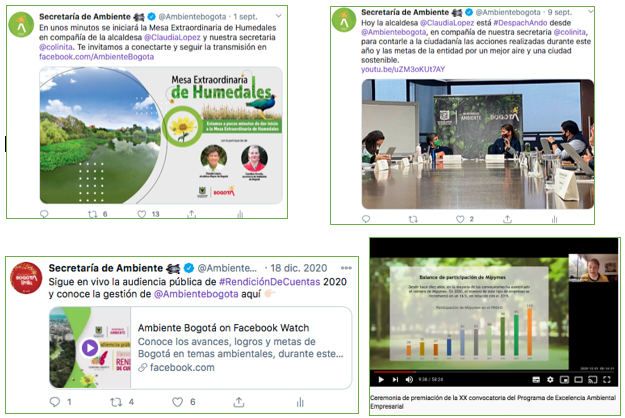 Secretaría de Ambiente @Ambientebogota · 1 sept.
En unos minutos se iniciará la Mesa Extraordinaria de Humedales
en compañía de la alcaldesa @ClaudiaLopez y nuestra secretaria
@colinita. Te invitamos a conectarte y seguir la transmisión en
facebook.com/AmbienteBogota
Mesa Extraordinaria
de Humedales
Estamos a pocos minutos de dar inicio
a la Mesa Extraordinaria de Humedales
BOGOTÁ
6
13
Secretaría de Ambiente @Ambientebogota · 9 sept.
Hoy la alcaldesa @ClaudiaLopez está #DespachAndo desde
@Ambientebogota, en compañía de nuestra secretaria @colinita,
para contarle a la ciudadanía las acciones realizadas durante este
año y las metas de la entidad por un mejor aire y una ciudad
sostenible.
youtu.be/uZM3oKUt7AY
AMBIENTE
2
BOGOTÁ
Secretaría de Ambiente @Ambiente... · 18 dic. 2020
Sigue en vivo la audiencia pública de #RendiciónDeCuentas 2020
y conoce la gestión de @Ambientebogota aquí
Ambiente Bogotá on Facebook Watch
Conoce los avances, logros y metas de
Bogotá en temas ambientales, durante este...
facebook.com
1
4
6
Balance de participación de Mipymes
9:38 / 58:24
Ceremonia de premiación de la XX convocatoria del Programa de Excelencia Ambiental
Empresarial